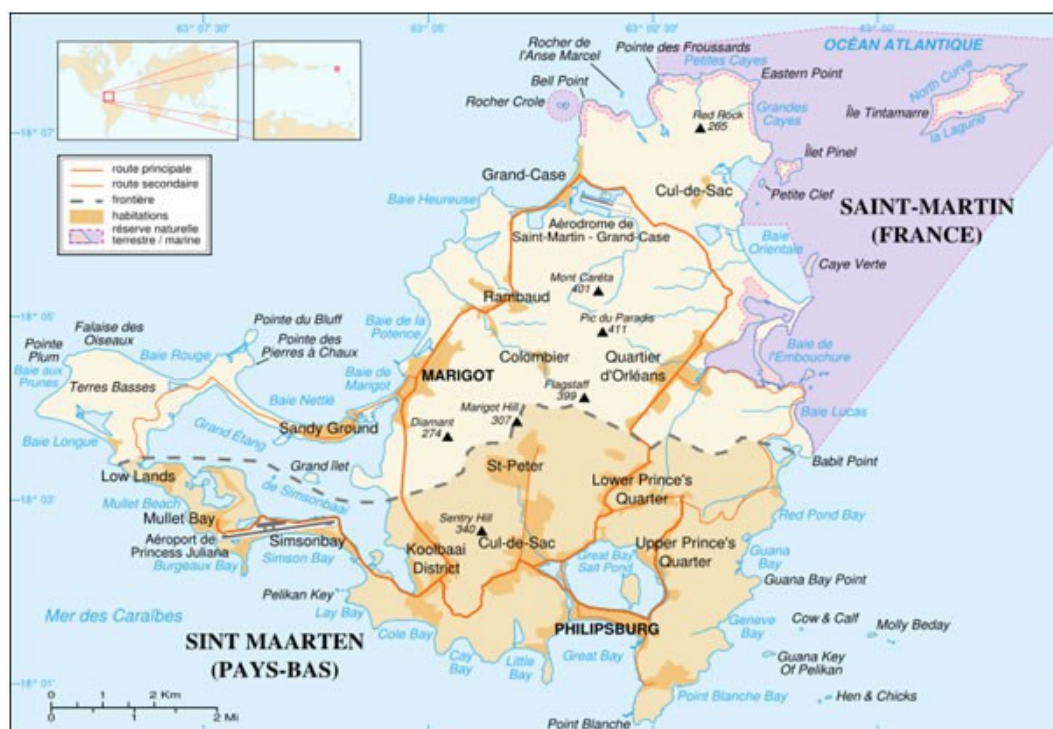 63° 07' 30"
63° 05'
63° 02' 30"
63° 00'
OCÉAN ATLANTIQUE
Rocher de
l'Anse Marcel
Pointe des Froussards
Petites Cayes
Eastern Point
Bell Point
Rocher Crole
North Curve
Île Tintamarre
la Lagune
Grandes
Cayes
Red Rock
265
18° 07'
Îlet Pinel
Petite Clef
route principale
route secondaire
frontière
habitations
réserve naturelle
terrestre / marine
Grand-Case
Cul-de-Sac
Baie Heureuse
SAINT-MARTIN
(FRANCE)
Aérodrome de
Saint-Martin - Grand-Case
Baie
Orientale
Caye Verte
Mont Caréta
401
Rambaud
18° 05'
Pic du Paradis
411
Baie de la
Potence
Pointe du Bluff
Falaise des
Oiseaux
Pointe des
Pierres à Chaux
Pointe
Plum
Baie Rouge
Baie aux
Prunes
Baie de
l'Embouchure
Colombier
Quartier
d'Orléans
MARIGOT
Baie de
Marigot
Terres Basses
Baie Nettlé
Flagstaff
399
Marigot Hill
307
Diamant
274
Baie Lucas
Sandy Ground
Grand Étang
Baie Longue
Babit Point
St-Peter
Grand îlet
Low Lands
de Simsonbaai
Lower Prince's
Quarter
18° 03'
Mullet Beach
Mullet Bay
Red Pond Bay
Sentry Hill
340
Cul-de-Sac
Aéroport de
Princess Juliana
Simsonbay
Simson Bay
Burgeaux Bay
Koolbaai
District
Great Bay
Salt Pond
Upper Prince's
Quarter
Guana
Bay
Guana Bay Point
Pelikan Key
Lay Bay
Mer des Caraïbes
Cole Bay
SINT MAARTEN
(PAYS-BAS)
PHILIPSBURG
Geneve
Bay
Cow & Calf
Molly Beday
Cay
Bay
Little
Bay
Great Bay
Guana Key
Of Pelikan
18° 01'
Point Blanche Bay
Hen & Chicks
Point Blanche
0 1 2 Km
0 2 Mi